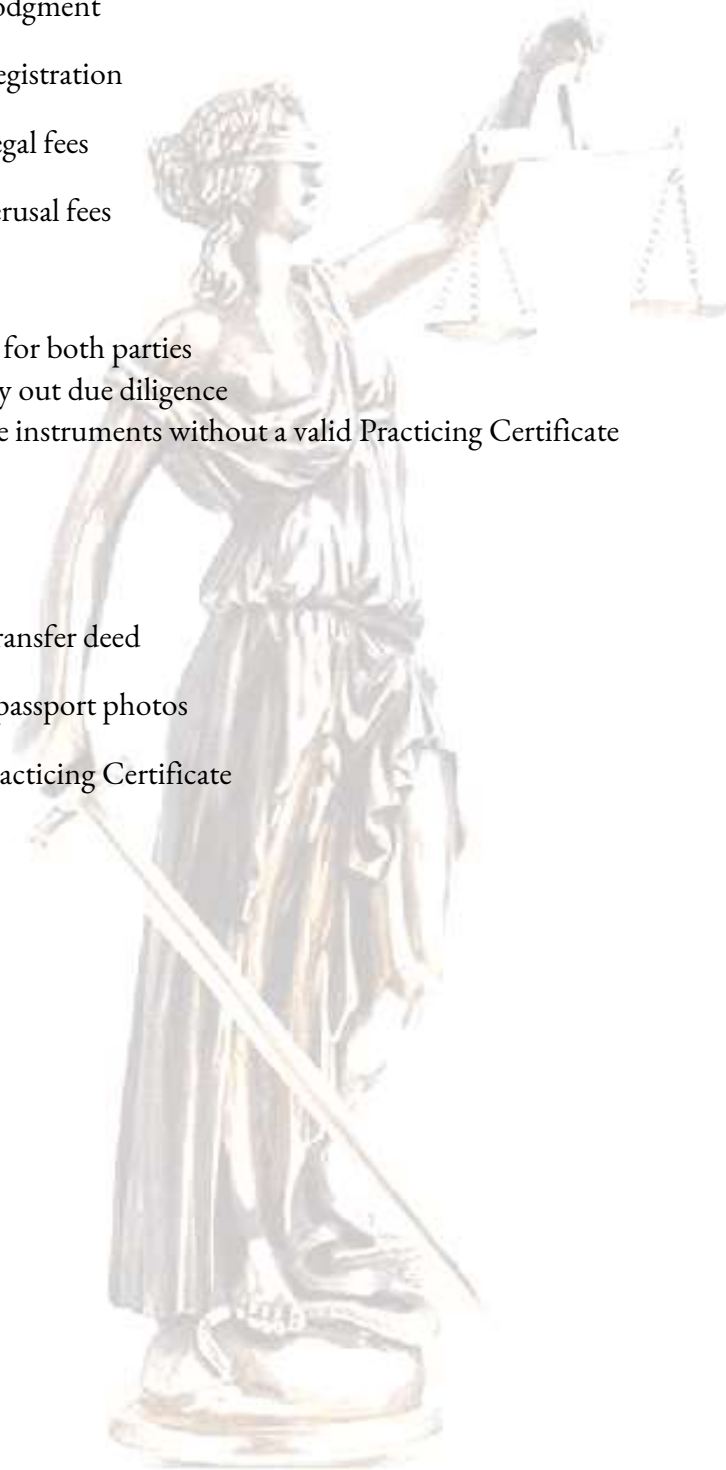 odgment
egistration
egal fees
erusal fees
for both parties
y out due diligence
e instruments without a valid Practicing Certificate
ransfer deed
passport photos
acticing Certificate